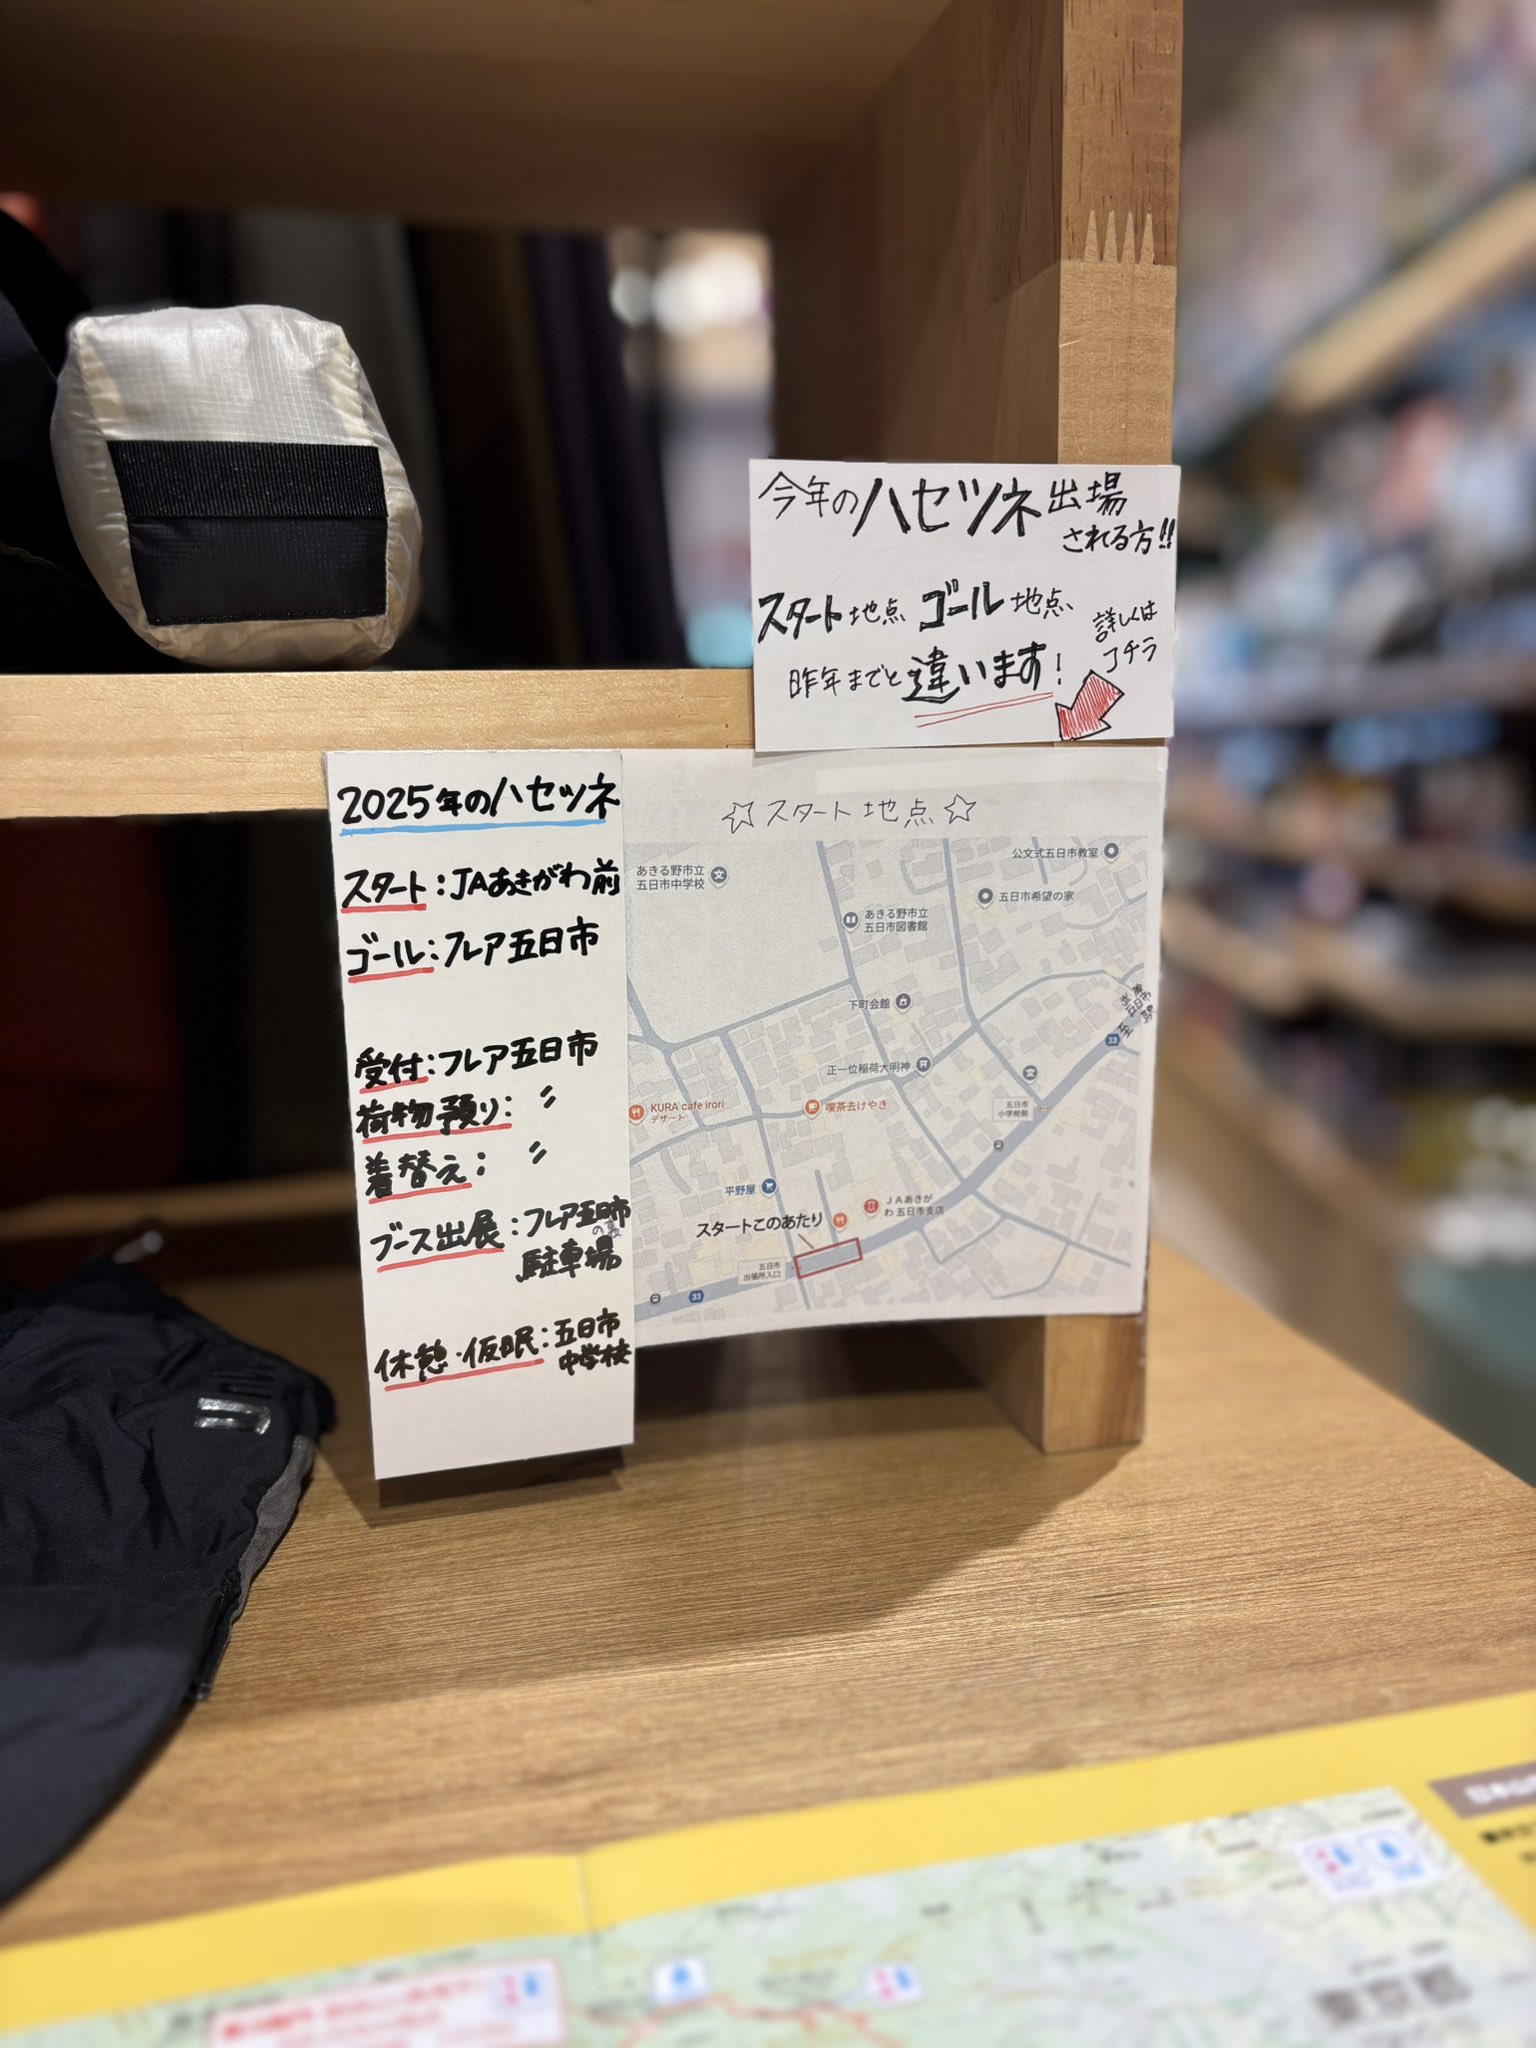 今年のハセツネ出場
される方!!
スタート地点 ゴール地点、
昨年までと違います!
詳しくは
コチラ
2025年のハセツネ
スタート:JAあきがわ前
ゴール:フレア五日市
受付:フレア五日市
荷物預り: 〃
着替え: 〃
ブース出展:フレア五日市
の裏
駐車場
休憩・仮眠:五日市
中学校
☆スタート地点☆
あきる野市立
五日市中学校
公文式五日市教室
五日市希望の家
あきる野市立
五日市図書館
下町会館
33
正一位稲荷大明神
KURA cafe irori
デザート
喫茶去けやき
五日市
小学校前
平野屋
JAあきが
わ 五日市支店
スタートこのあたり
五日市
出張所入口
33
東京都